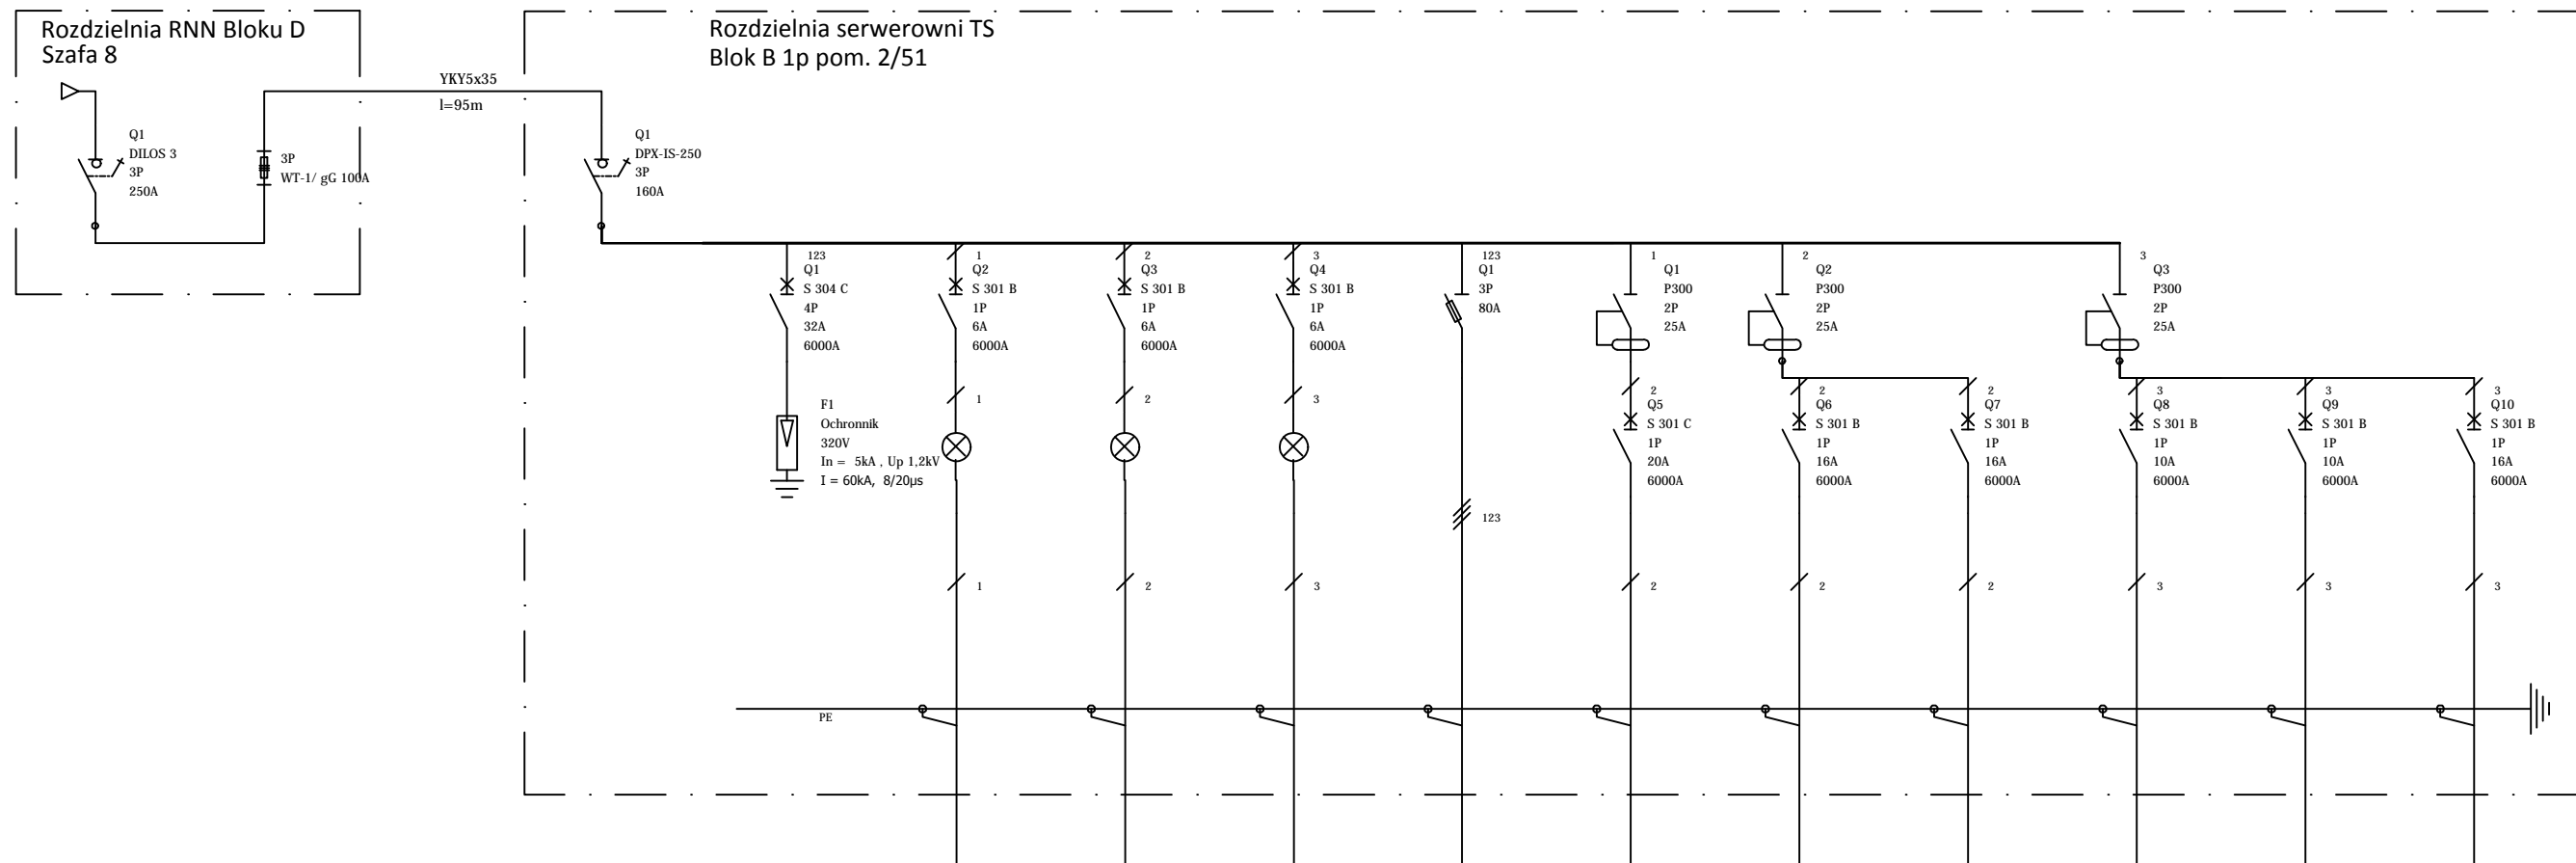 Rozdzielnia RNN Bloku D
Szafa 8
Q1
DILOS 3
3P
250A
3P
WT-1/ gG 100A
YKY5x35
l=95m
Rozdzielnia serwerowni TS
Blok B 1p pom. 2/51
Q1
DPX-IS-250
3P
160A
123
Q1
S 304 C
4P
32A
6000A
F1
Ochronnik
320V
In = 5kA , Up 1,2kV
I = 60kA, 8/20µs
1
Q2
S 301 B
1P
6A
6000A
1
1
2
Q3
S 301 B
1P
6A
6000A
2
2
3
Q4
S 301 B
1P
6A
6000A
3
3
123
Q1
3P
80A
123
1
Q1
P300
2P
25A
2
Q5
S 301 C
1P
20A
6000A
2
2
Q2
P300
2P
25A
2
Q6
S 301 B
1P
16A
6000A
2
2
Q7
S 301 B
1P
16A
6000A
2
3
Q3
P300
2P
25A
3
Q8
S 301 B
1P
10A
6000A
3
3
Q9
S 301 B
1P
10A
6000A
3
3
Q10
S 301 B
1P
16A
6000A
3
PE